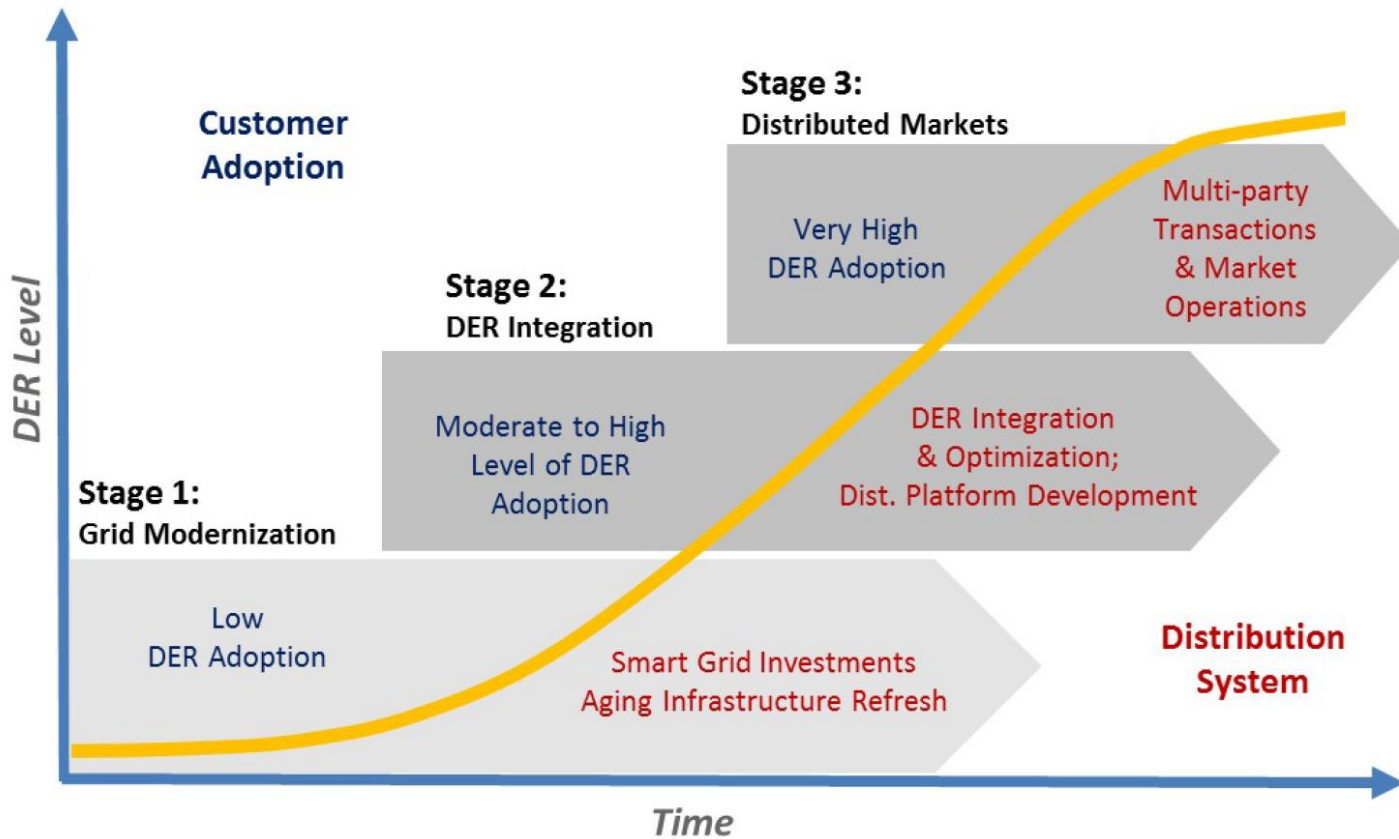 Customer
Adoption
Stage 3:
Distributed Markets
Very High
DER Adoption
Multi-party
Transactions
& Market
Operations
Stage 2:
DER Integration
Moderate to High
Level of DER
Adoption
DER Integration
& Optimization;
Dist. Platform Development
Stage 1:
Grid Modernization
Low
DER Adoption
Smart Grid Investments
Aging Infrastructure Refresh
Distribution
System
DER Level
Time